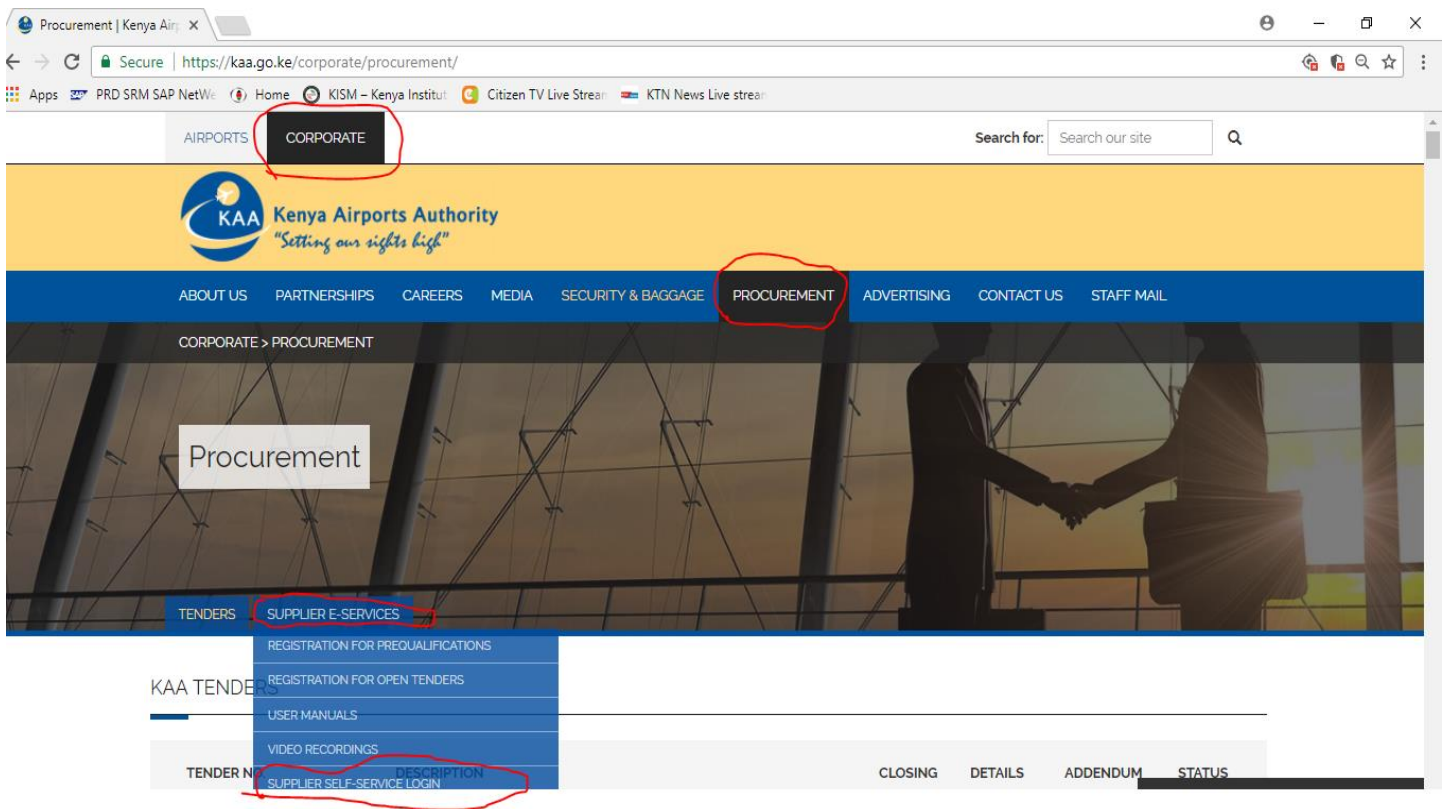 Procurement | Kenya Air
Secure | https://kaa.go.ke/corporate/procurement/
Apps PRD SRM SAP NetWe Home KISM – Kenya Institut Citizen TV Live Strear KTN News Live strear
AIRPORTS CORPORATE Search for: Search our site
KAA Kenya Airports Authority
"Setting our sights high"
ABOUT US PARTNERSHIPS CAREERS MEDIA SECURITY & BAGGAGE PROCUREMENT ADVERTISING CONTACT US STAFF MAIL
CORPORATE > PROCUREMENT
Procurement
TENDERS SUPPLIER E-SERVICES
REGISTRATION FOR PREQUALIFICATIONS
KAA TENDERS REGISTRATION FOR OPEN TENDERS
USER MANUALS
VIDEO RECORDINGS
TENDER NO. DESCRIPTION CLOSING DETAILS ADDENDUM STATUS
SUPPLIER SELF-SERVICE LOGIN